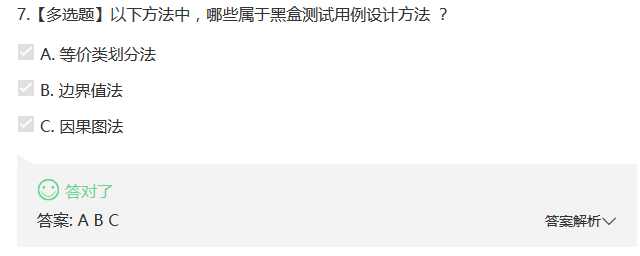 7.【多选题】以下方法中，哪些属于黑盒测试用例设计方法 ？
A. 等价类划分法
B. 边界值法
C. 因果图法
答对了
答案: A B C
答案解析